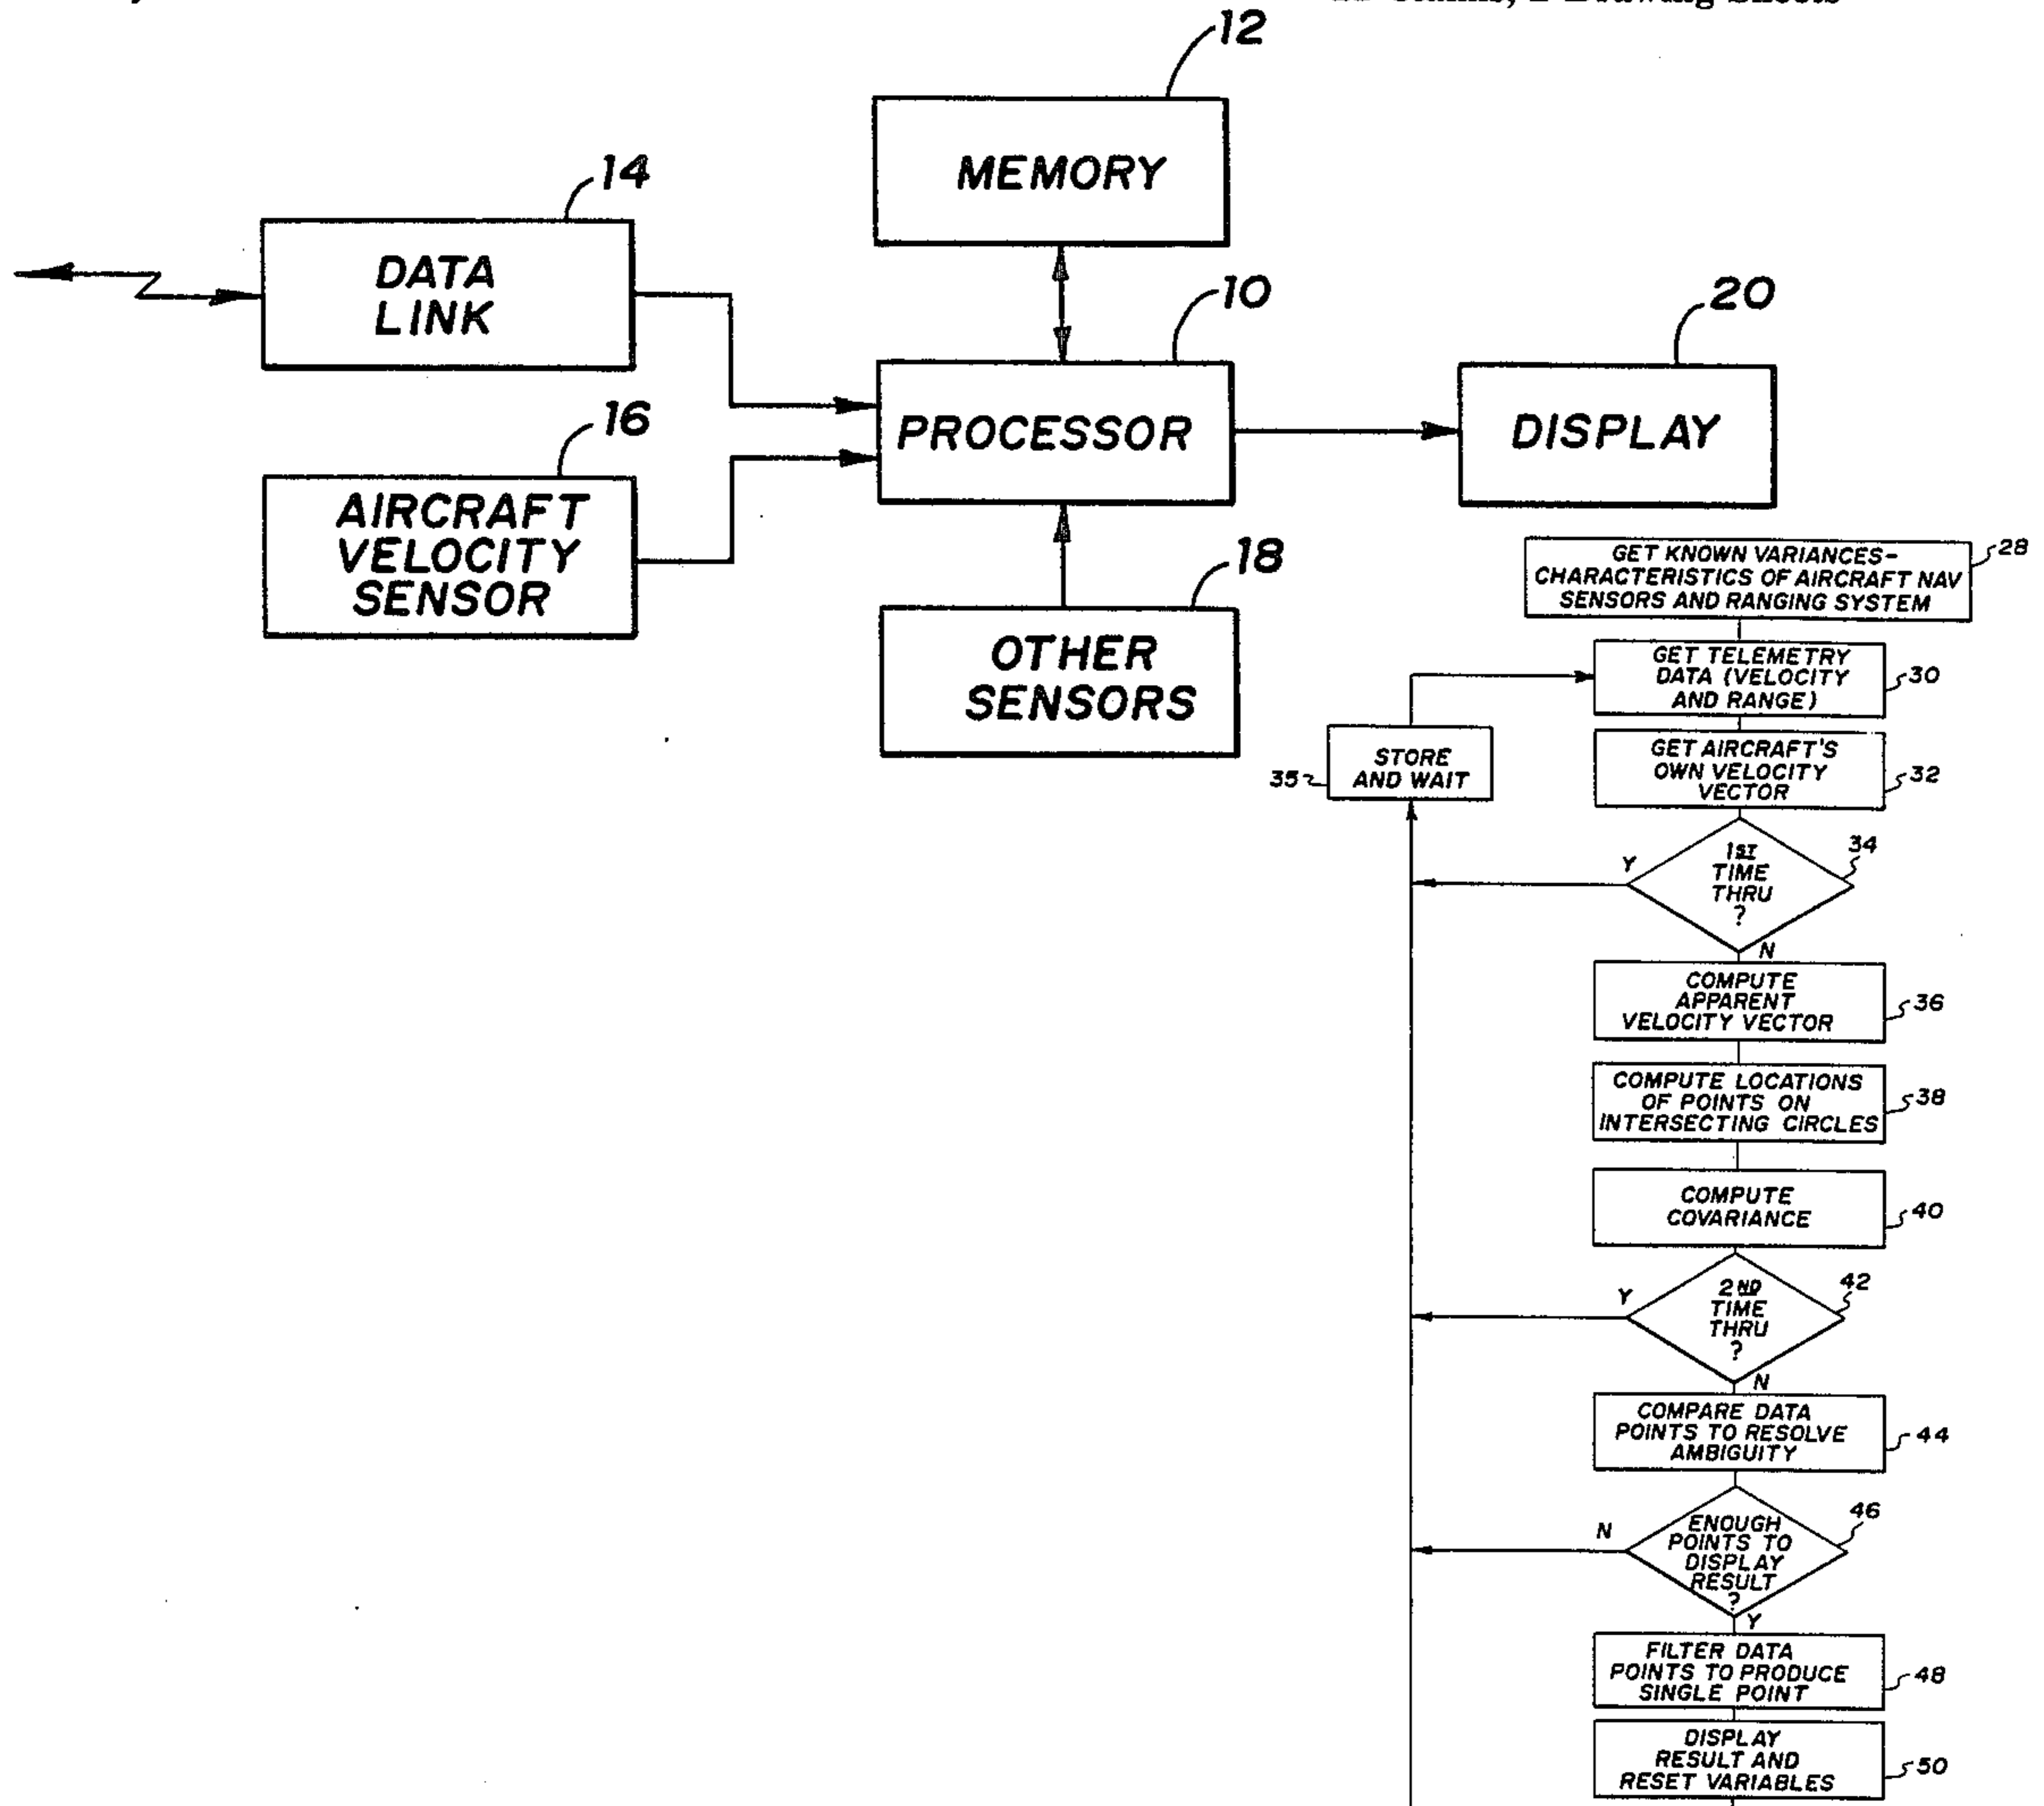 12
MEMORY
14
DATA
LINK
10
PROCESSOR
20
DISPLAY
16
AIRCRAFT
VELOCITY
SENSOR
18
OTHER
SENSORS
GET KNOWN VARIANCES-
CHARACTERISTICS OF AIRCRAFT NAV
SENSORS AND RANGING SYSTEM
28
GET TELEMETRY
DATA (VELOCITY
AND RANGE)
30
STORE
AND WAIT
35
GET AIRCRAFT'S
OWN VELOCITY
VECTOR
32
1ST
TIME
THRU
?
34
Y
N
COMPUTE
APPARENT
VELOCITY VECTOR
36
COMPUTE LOCATIONS
OF POINTS ON
INTERSECTING CIRCLES
38
COMPUTE
COVARIANCE
40
2ND
TIME
THRU
?
42
Y
N
COMPARE DATA
POINTS TO RESOLVE
AMBIGUITY
44
ENOUGH
POINTS TO
DISPLAY
RESULT
?
46
N
Y
FILTER DATA
POINTS TO PRODUCE
SINGLE POINT
48
DISPLAY
RESULT AND
RESET VARIABLES
50